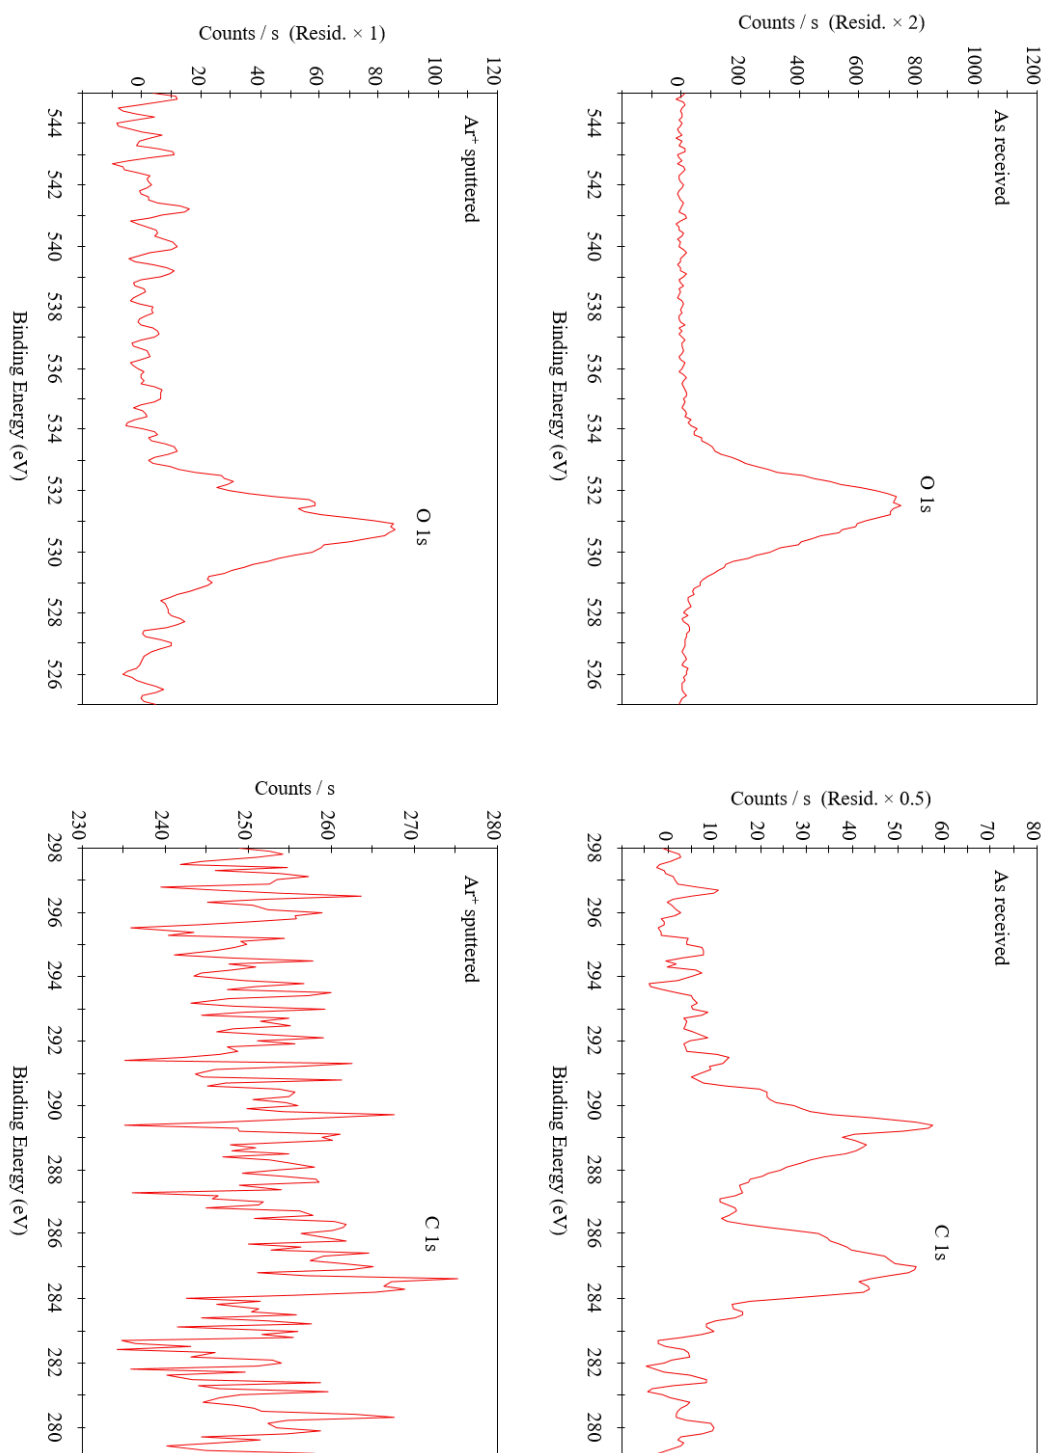 Counts / s (Resid. × 2)
1200
1000
800
600
400
200
0
As received
O 1s
544 542 540 538 536 534 532 530 528 526
Binding Energy (eV)
Counts / s (Resid. × 0.5)
80
70
60
50
40
30
20
10
0
As received
C 1s
298 296 294 292 290 288 286 284 282 280
Binding Energy (eV)
Counts / s (Resid. × 1)
120
100
80
60
40
20
0
Ar⁺ sputtered
O 1s
544 542 540 538 536 534 532 530 528 526
Binding Energy (eV)
Counts / s
280
270
260
250
240
230
Ar⁺ sputtered
C 1s
298 296 294 292 290 288 286 284 282 280
Binding Energy (eV)